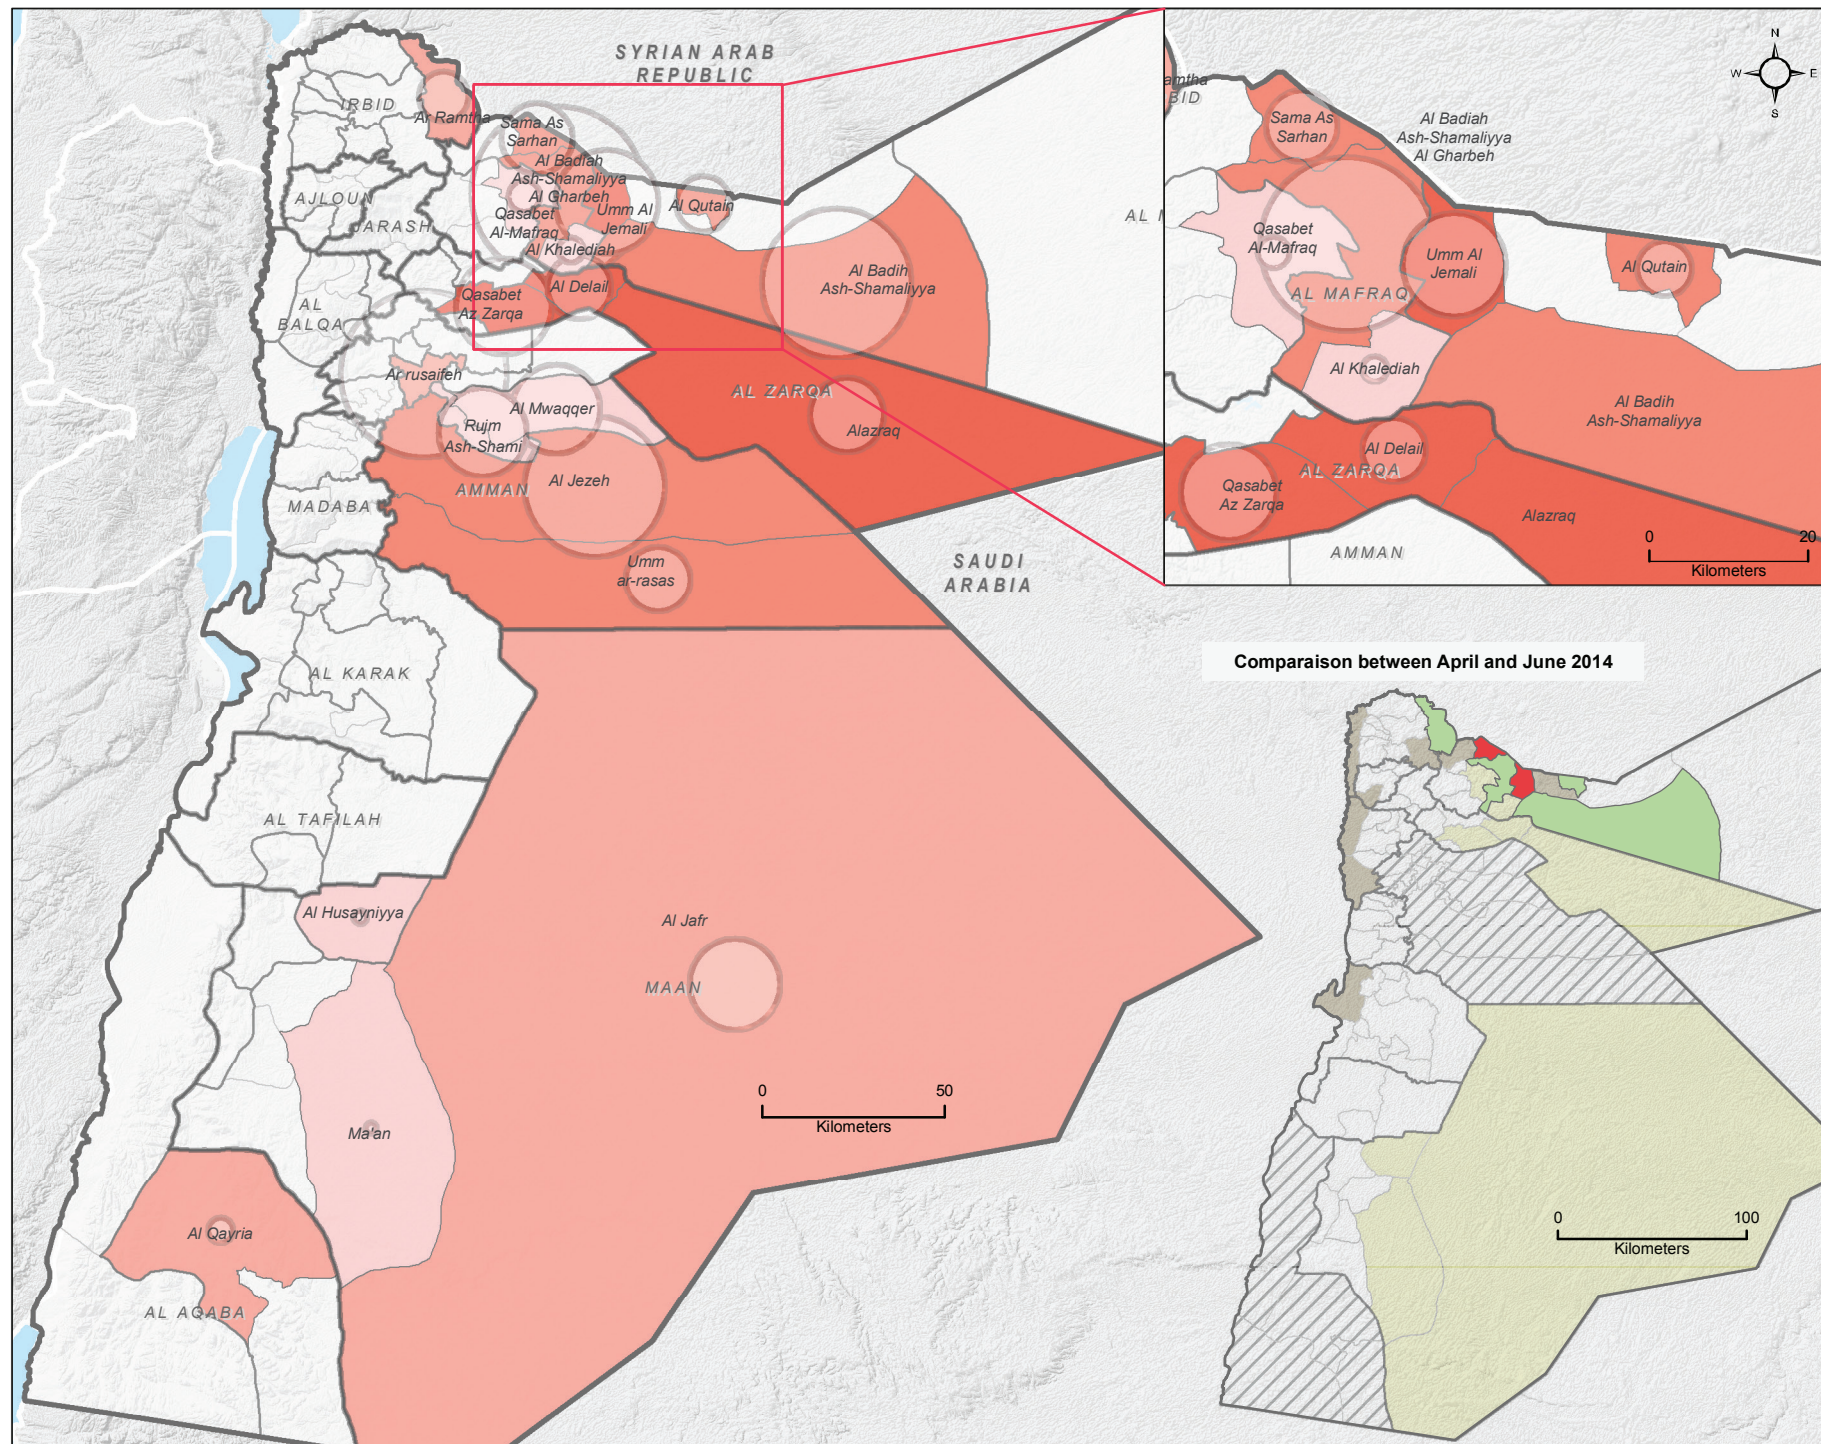 SYRIAN ARAB
REPUBLIC
IRBID
Ar Ramtha
Sama As
Sarhan
Al Badiah
Ash-Shamaliyya
Al Gharbeh
AJLOUN
JARASH
Qasabet
Al-Mafraq
Umm Al
Jemali
Al Qutain
Al Khalediah
Al Badih
Ash-Shamaliyya
AL
BALQA
Qasabet
Az Zarqa
Al Delail
Ar rusaifeh
AL ZARQA
Al Mwaqqer
Rujm
Ash-Shami
Alazraq
AMMAN
Al Jezeh
MADABA
Umm
ar-rasas
SAUDI
ARABIA
AL KARAK
AL TAFILAH
Al Husayniyya
Al Jafr
MAAN
0 50
Kilometers
Ma'an
Al Qayria
AL AQABA
N
W E
S
amtha
BID
Sama As
Sarhan
Al Badiah
Ash-Shamaliyya
Al Gharbeh
Qasabet
Al-Mafraq
Umm Al
Jemali
Al Qutain
AL MAFRAQ
Al Khalediah
Al Badih
Ash-Shamaliyya
Al Delail
AL ZARQA
Qasabet
Az Zarqa
Alazraq
AMMAN
0 20
Kilometers
Comparaison between April and June 2014
0 100
Kilometers